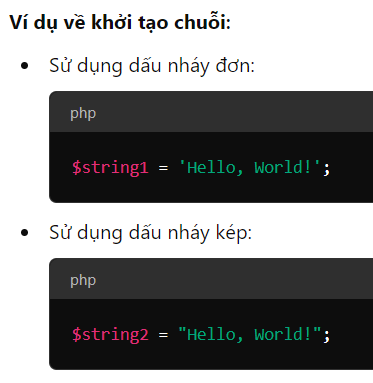 Ví dụ về khởi tạo chuỗi:
• Sử dụng dấu nháy đơn:
php
$string1 = 'Hello, World!';
• Sử dụng dấu nháy kép:
php
$string2 = "Hello, World!";